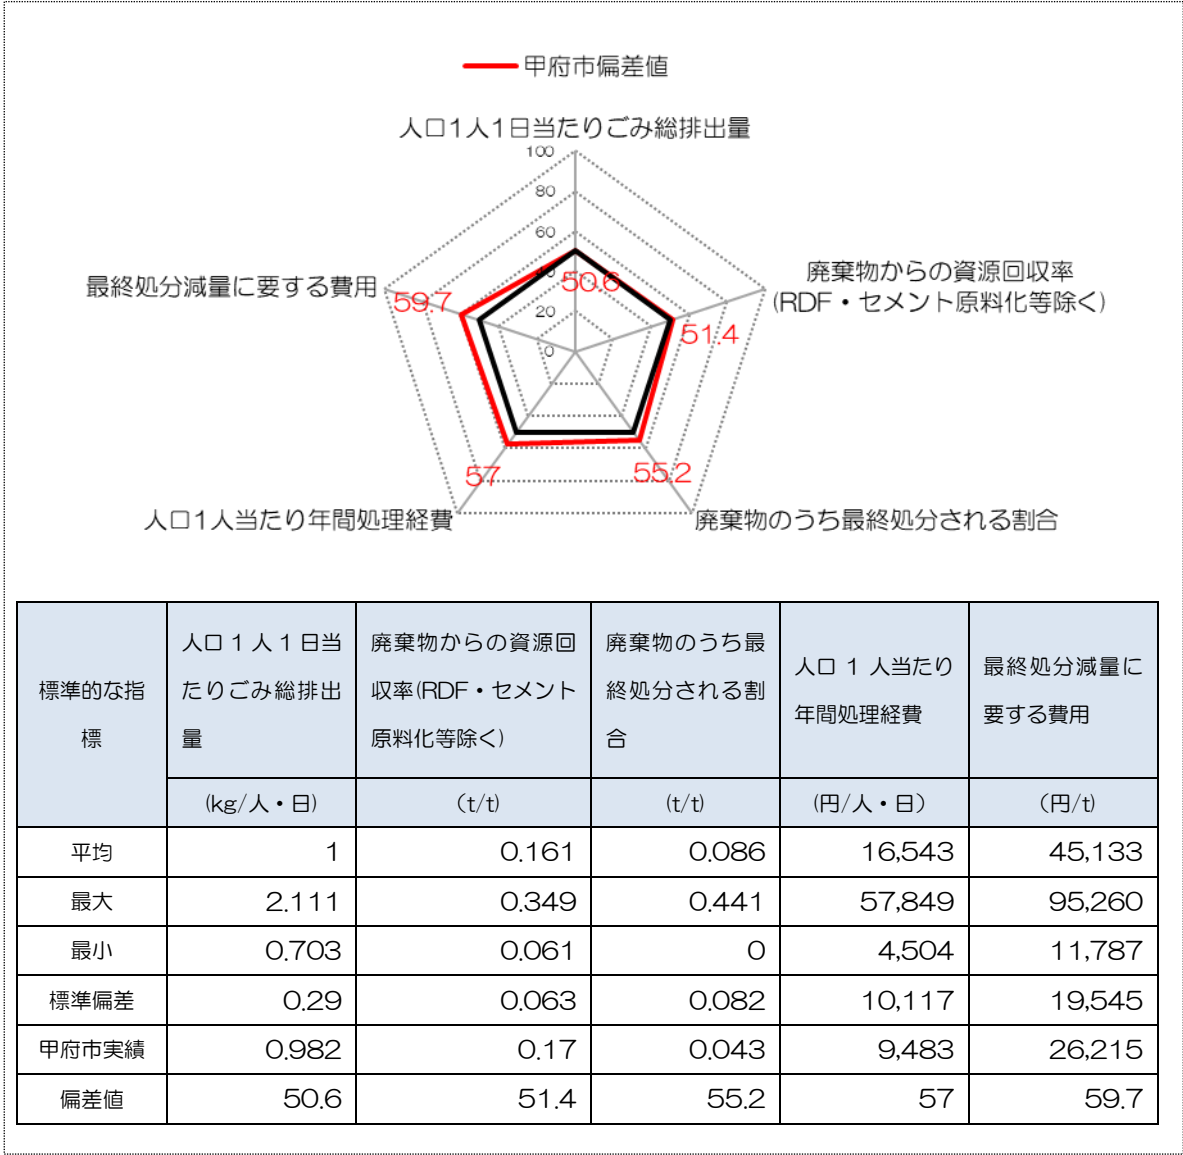 甲府市偏差値
人口1人1日当たりごみ総排出量
100
80
60
40
20
0
50.6
廃棄物からの資源回収率
(RDF・セメント原料化等除く)
51.4
最終処分減量に要する費用
59.7
57
55.2
人口1人当たり年間処理経費
廃棄物のうち最終処分される割合
標準的な指
標
人口 1 人 1 日当
たりごみ総排出
量
廃棄物からの資源回
収率(RDF・セメント
原料化等除く)
廃棄物のうち最
終処分される割
合
人口 1 人当たり
年間処理経費
最終処分減量に
要する費用
(kg/人・日) (t/t) (t/t) (円/人・日) (円/t)
平均 1 0.161 0.086 16,543 45,133
最大 2.111 0.349 0.441 57,849 95,260
最小 0.703 0.061 0 4,504 11,787
標準偏差 0.29 0.063 0.082 10,117 19,545
甲府市実績 0.982 0.17 0.043 9,483 26,215
偏差値 50.6 51.4 55.2 57 59.7